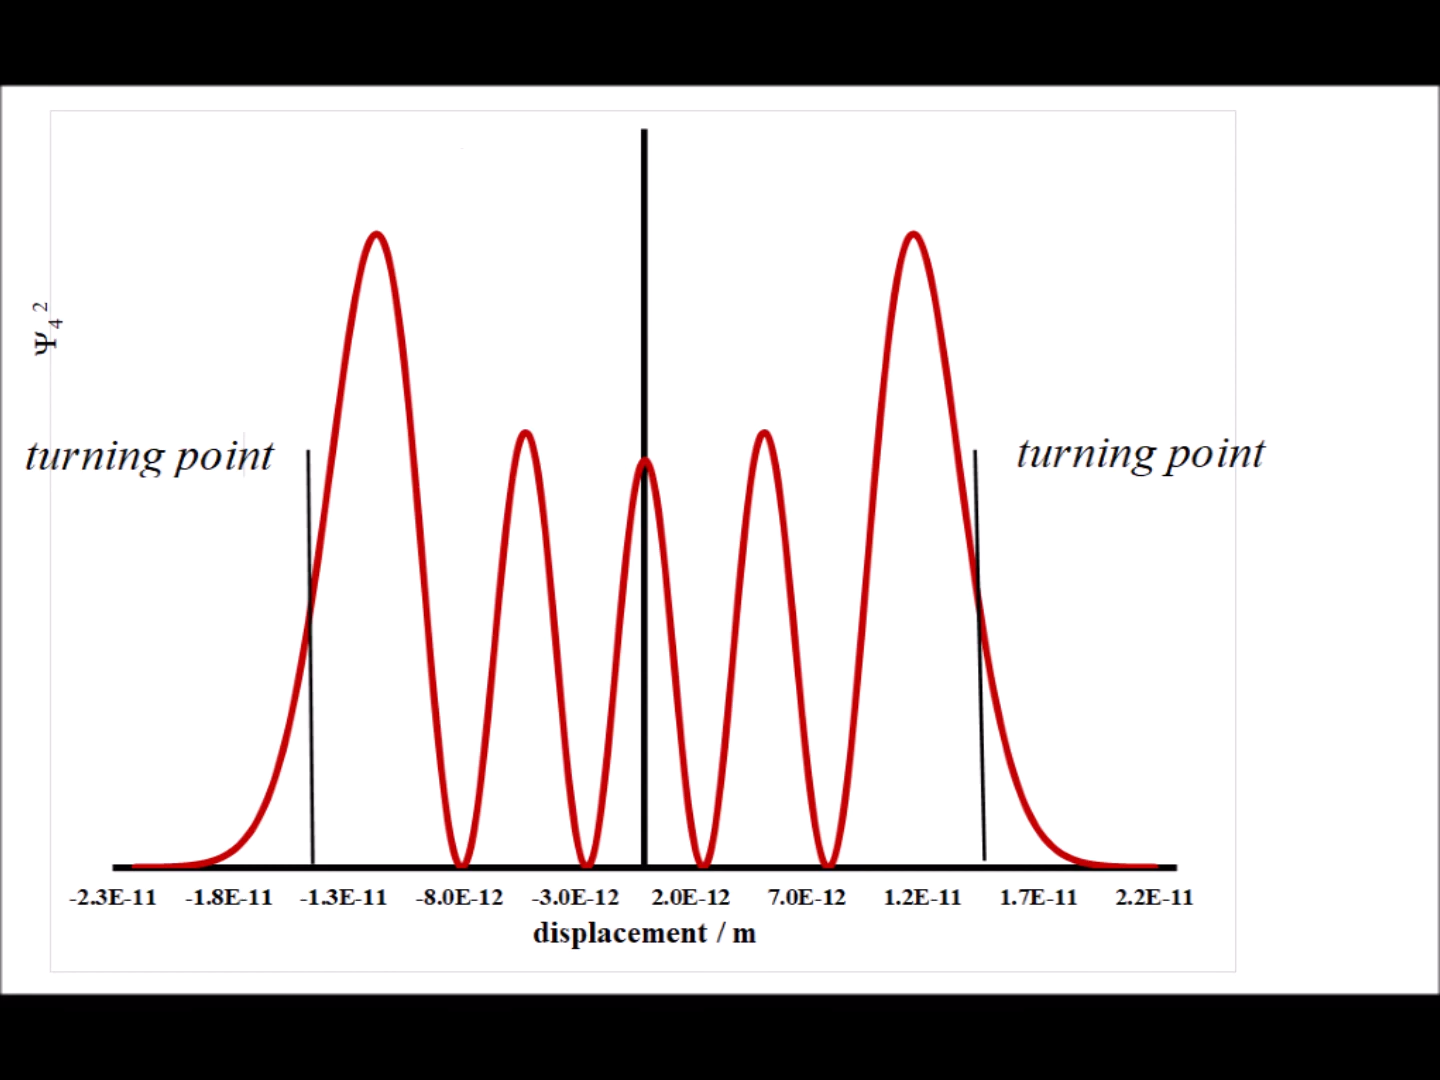 Ψ₄²
turning point
turning point
-2.3E-11 -1.8E-11 -1.3E-11 -8.0E-12 -3.0E-12 2.0E-12 7.0E-12 1.2E-11 1.7E-11 2.2E-11
displacement / m